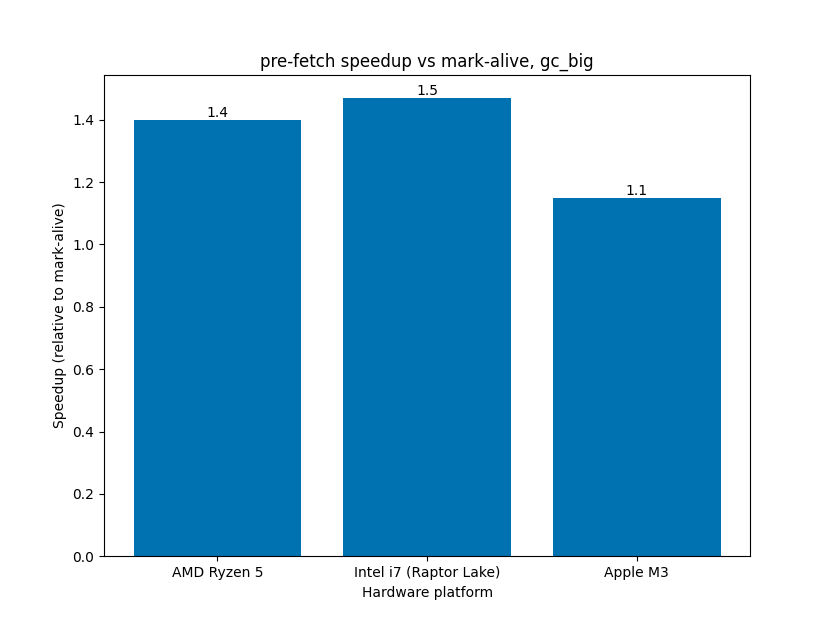 pre-fetch speedup vs mark-alive, gc_big
Speedup (relative to mark-alive)
1.4
1.2
1.0
0.8
0.6
0.4
0.2
0.0
1.4
1.5
1.1
AMD Ryzen 5
Intel i7 (Raptor Lake)
Apple M3
Hardware platform